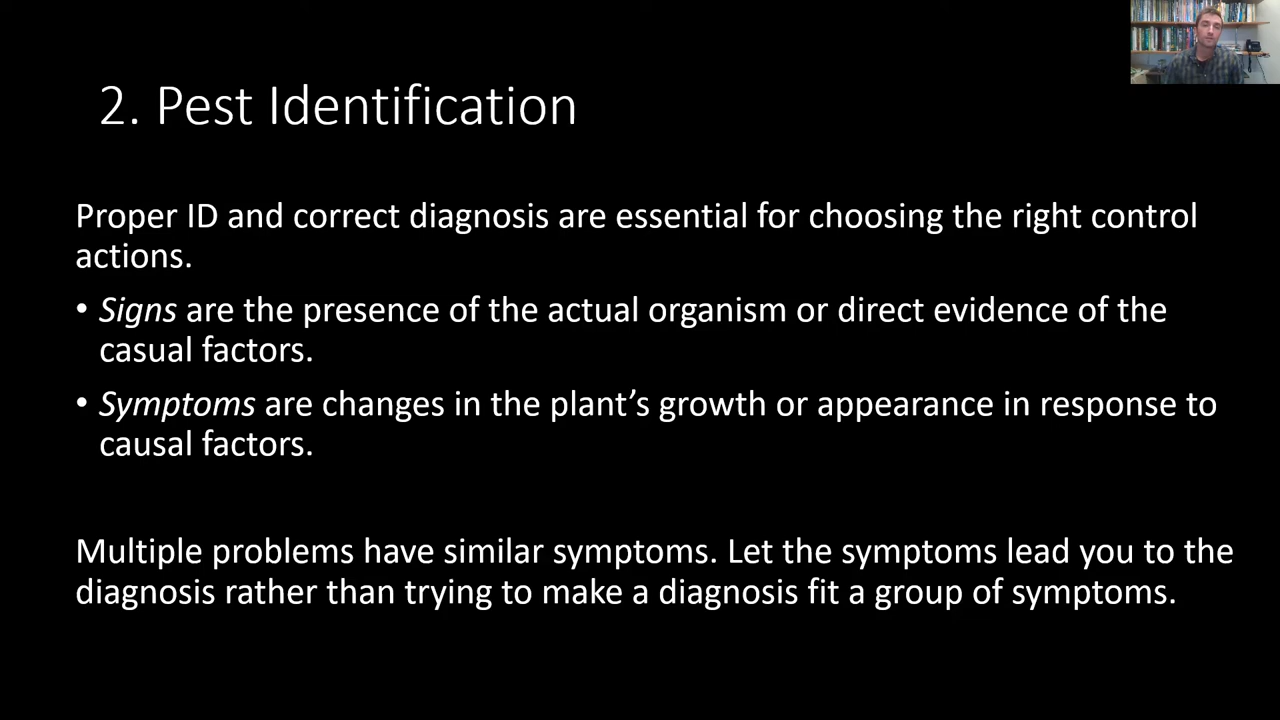 2. Pest Identification
Proper ID and correct diagnosis are essential for choosing the right control
actions.
• Signs are the presence of the actual organism or direct evidence of the
casual factors.
• Symptoms are changes in the plant’s growth or appearance in response to
causal factors.
Multiple problems have similar symptoms. Let the symptoms lead you to the
diagnosis rather than trying to make a diagnosis fit a group of symptoms.